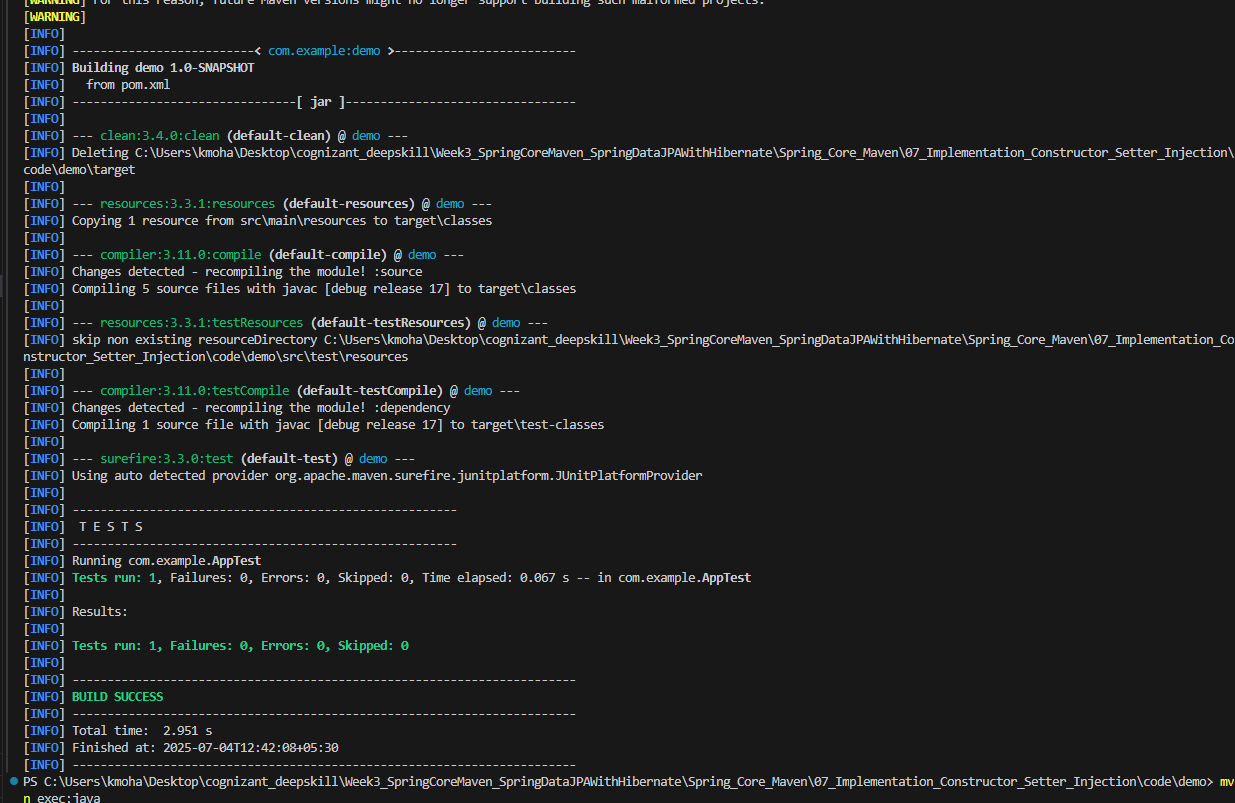 [WARNING] For this reason, future Maven versions might no longer support building such malformed projects.
[WARNING]
[INFO]
[INFO] --------------------------< com.example:demo >--------------------------
[INFO] Building demo 1.0-SNAPSHOT
[INFO]   from pom.xml
[INFO] --------------------------------[ jar ]---------------------------------
[INFO]
[INFO] --- clean:3.4.0:clean (default-clean) @ demo ---
[INFO] Deleting C:\Users\kmoha\Desktop\cognizant_deepskill\Week3_SpringCoreMaven_SpringDataJPAWithHibernate\Spring_Core_Maven\07_Implementation_Constructor_Setter_Injection\
code\demo\target
[INFO]
[INFO] --- resources:3.3.1:resources (default-resources) @ demo ---
[INFO] Copying 1 resource from src\main\resources to target\classes
[INFO]
[INFO] --- compiler:3.11.0:compile (default-compile) @ demo ---
[INFO] Changes detected - recompiling the module! :source
[INFO] Compiling 5 source files with javac [debug release 17] to target\classes
[INFO]
[INFO] --- resources:3.3.1:testResources (default-testResources) @ demo ---
[INFO] skip non existing resourceDirectory C:\Users\kmoha\Desktop\cognizant_deepskill\Week3_SpringCoreMaven_SpringDataJPAWithHibernate\Spring_Core_Maven\07_Implementation_Co
nstructor_Setter_Injection\code\demo\src\test\resources
[INFO]
[INFO] --- compiler:3.11.0:testCompile (default-testCompile) @ demo ---
[INFO] Changes detected - recompiling the module! :dependency
[INFO] Compiling 1 source file with javac [debug release 17] to target\test-classes
[INFO]
[INFO] --- surefire:3.3.0:test (default-test) @ demo ---
[INFO] Using auto detected provider org.apache.maven.surefire.junitplatform.JUnitPlatformProvider
[INFO]
[INFO] -------------------------------------------------------
[INFO]  T E S T S
[INFO] -------------------------------------------------------
[INFO] Running com.example.AppTest
[INFO] Tests run: 1, Failures: 0, Errors: 0, Skipped: 0, Time elapsed: 0.067 s -- in com.example.AppTest
[INFO]
[INFO] Results:
[INFO]
[INFO] Tests run: 1, Failures: 0, Errors: 0, Skipped: 0
[INFO]
[INFO] ------------------------------------------------------------------------
[INFO] BUILD SUCCESS
[INFO] ------------------------------------------------------------------------
[INFO] Total time:  2.951 s
[INFO] Finished at: 2025-07-04T12:42:08+05:30
[INFO] ------------------------------------------------------------------------
PS C:\Users\kmoha\Desktop\cognizant_deepskill\Week3_SpringCoreMaven_SpringDataJPAWithHibernate\Spring_Core_Maven\07_Implementation_Constructor_Setter_Injection\code\demo> mv
n exec:java